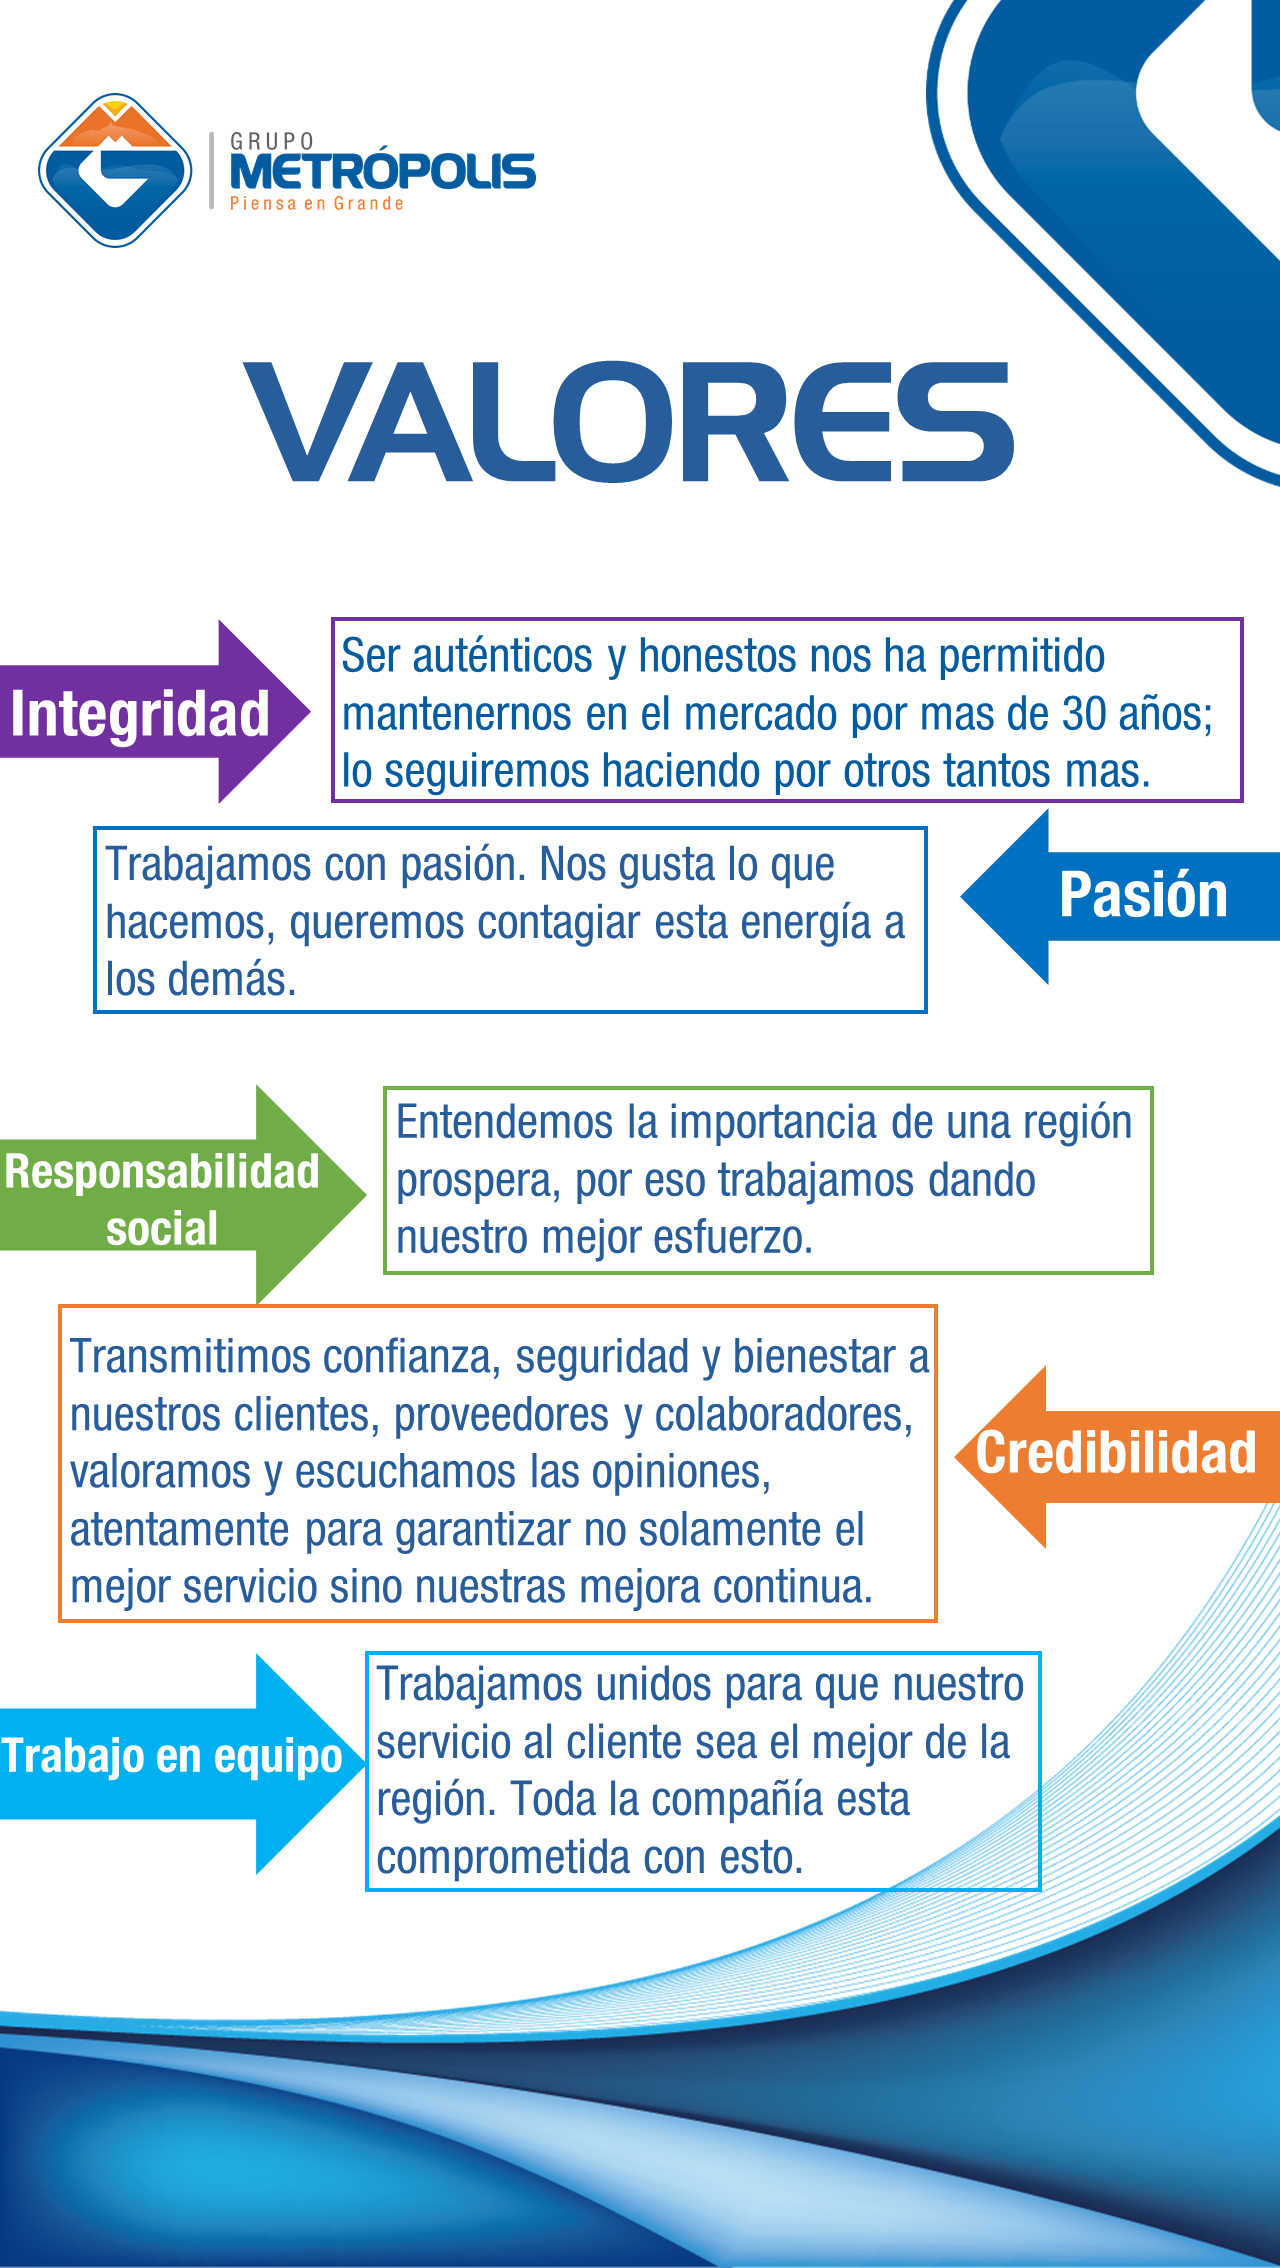 GRUPO
METRÓPOLIS
Piensa en Grande
VALORES
Integridad
Ser auténticos y honestos nos ha permitido
mantenernos en el mercado por mas de 30 años;
lo seguiremos haciendo por otros tantos mas.
Trabajamos con pasión. Nos gusta lo que
hacemos, queremos contagiar esta energía a
los demás.
Pasión
Responsabilidad
social
Entendemos la importancia de una región
prospera, por eso trabajamos dando
nuestro mejor esfuerzo.
Transmitimos confianza, seguridad y bienestar a
nuestros clientes, proveedores y colaboradores,
valoramos y escuchamos las opiniones,
atentamente para garantizar no solamente el
mejor servicio sino nuestras mejora continua.
Credibilidad
Trabajo en equipo
Trabajamos unidos para que nuestro
servicio al cliente sea el mejor de la
región. Toda la compañía esta
comprometida con esto.